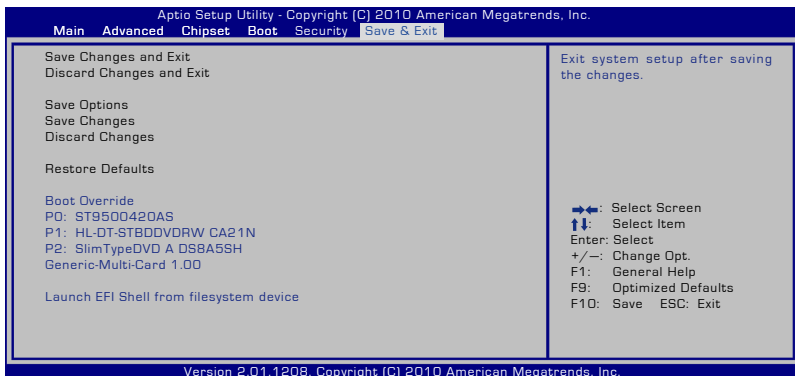 Aptio Setup Utility - Copyright (C) 2010 American Megatrends, Inc.
Main Advanced Chipset Boot Security Save & Exit
Save Changes and Exit
Discard Changes and Exit
Save Options
Save Changes
Discard Changes
Restore Defaults
Boot Override
P0: ST9500420AS
P1: HL-DT-STBDDVDRW CA21N
P2: SlimTypeDVD A DS8A5SH
Generic-Multi-Card 1.00
Launch EFI Shell from filesystem device
Exit system setup after saving
the changes.
→←: Select Screen
↑↓: Select Item
Enter: Select
+/—: Change Opt.
F1: General Help
F9: Optimized Defaults
F10: Save ESC: Exit
Version 2.01.1208. Copyright (C) 2010 American Megatrends, Inc.